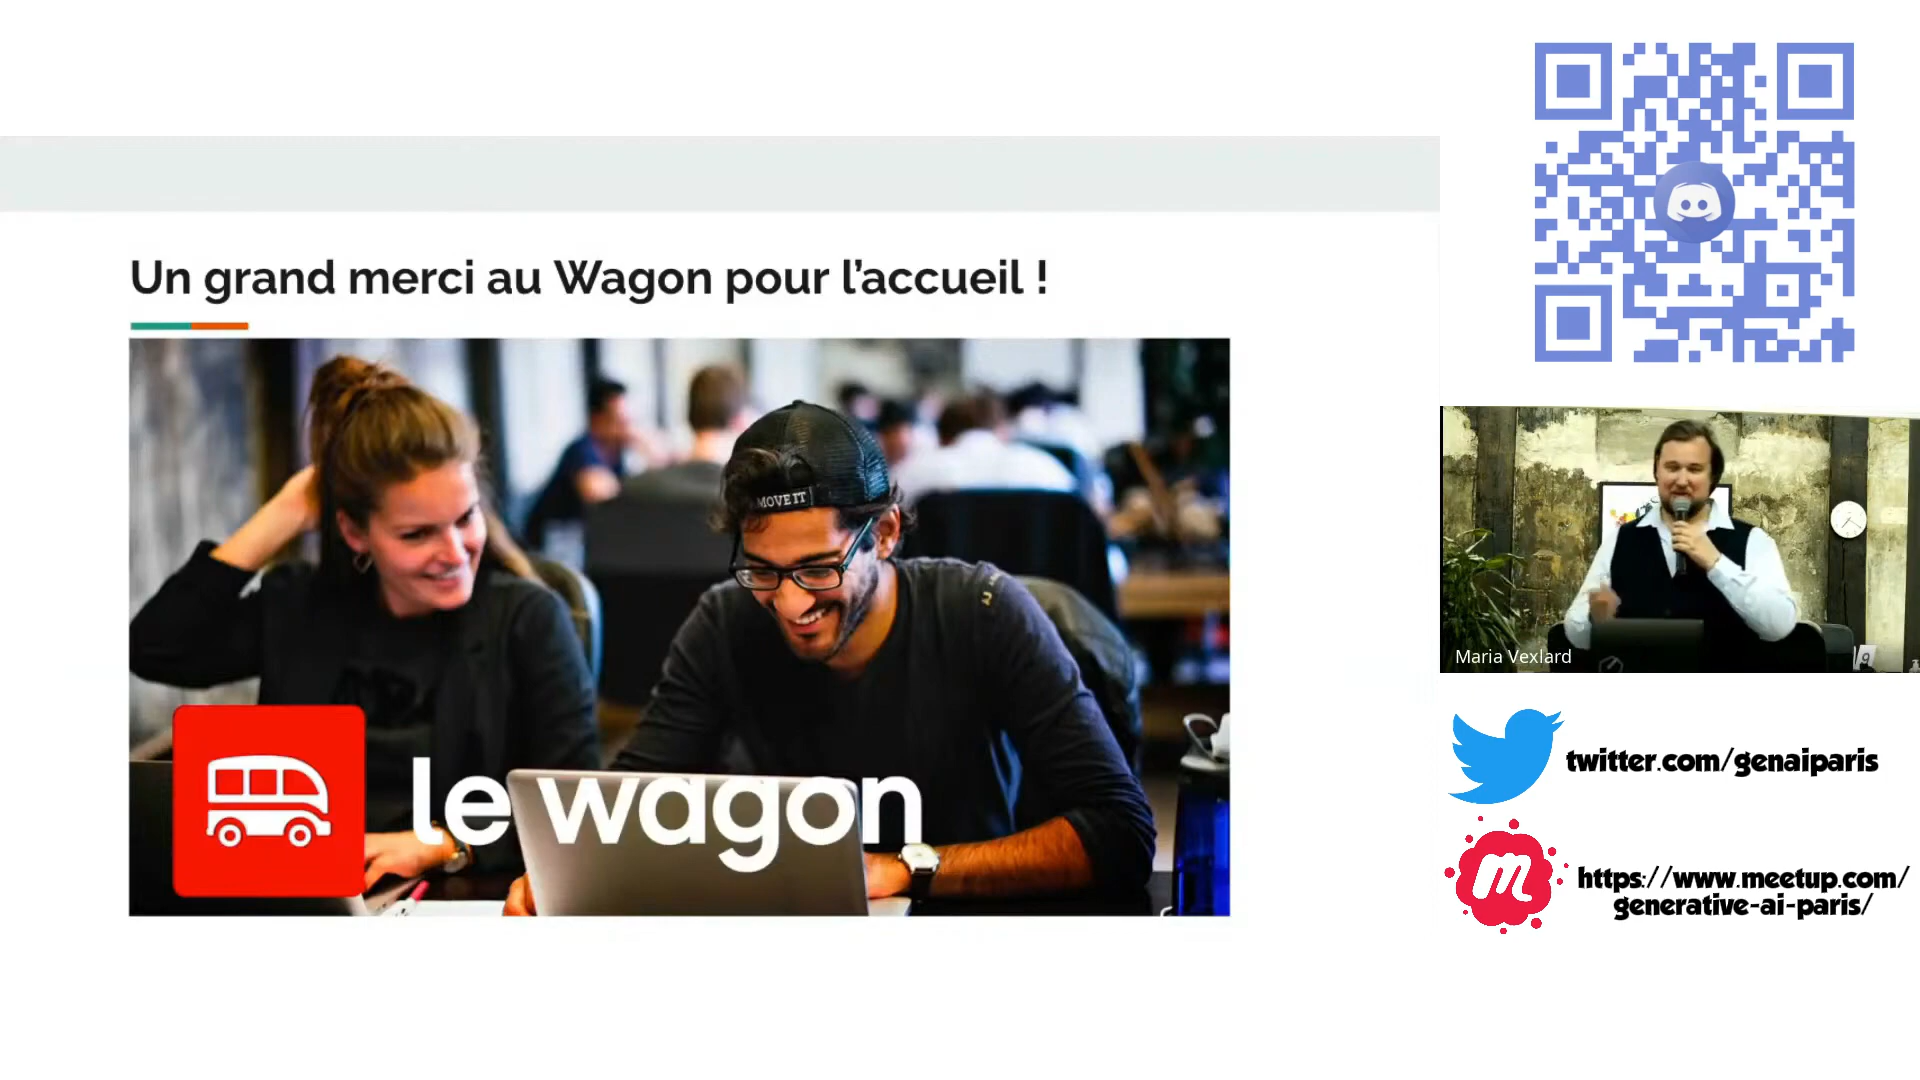 Un grand merci au Wagon pour l’accueil !
MOVE IT
le wagon
Maria Vexlard
9
twitter.com/genaiparis
https://www.meetup.com/
generative-ai-paris/